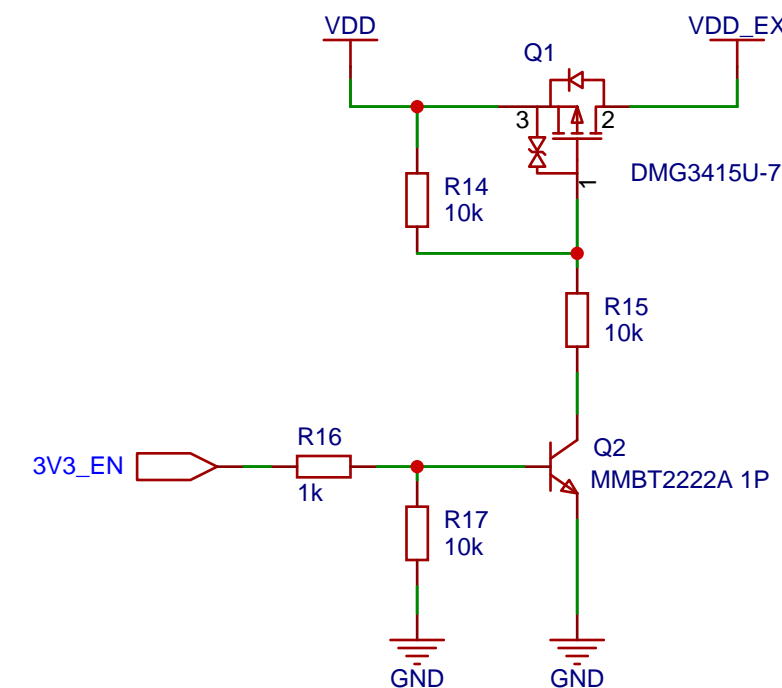 VDD
VDD_EX
Q1
3
2
1
DMG3415U-7
R14
10k
R15
10k
3V3_EN
R16
1k
Q2
MMBT2222A 1P
R17
10k
GND
GND